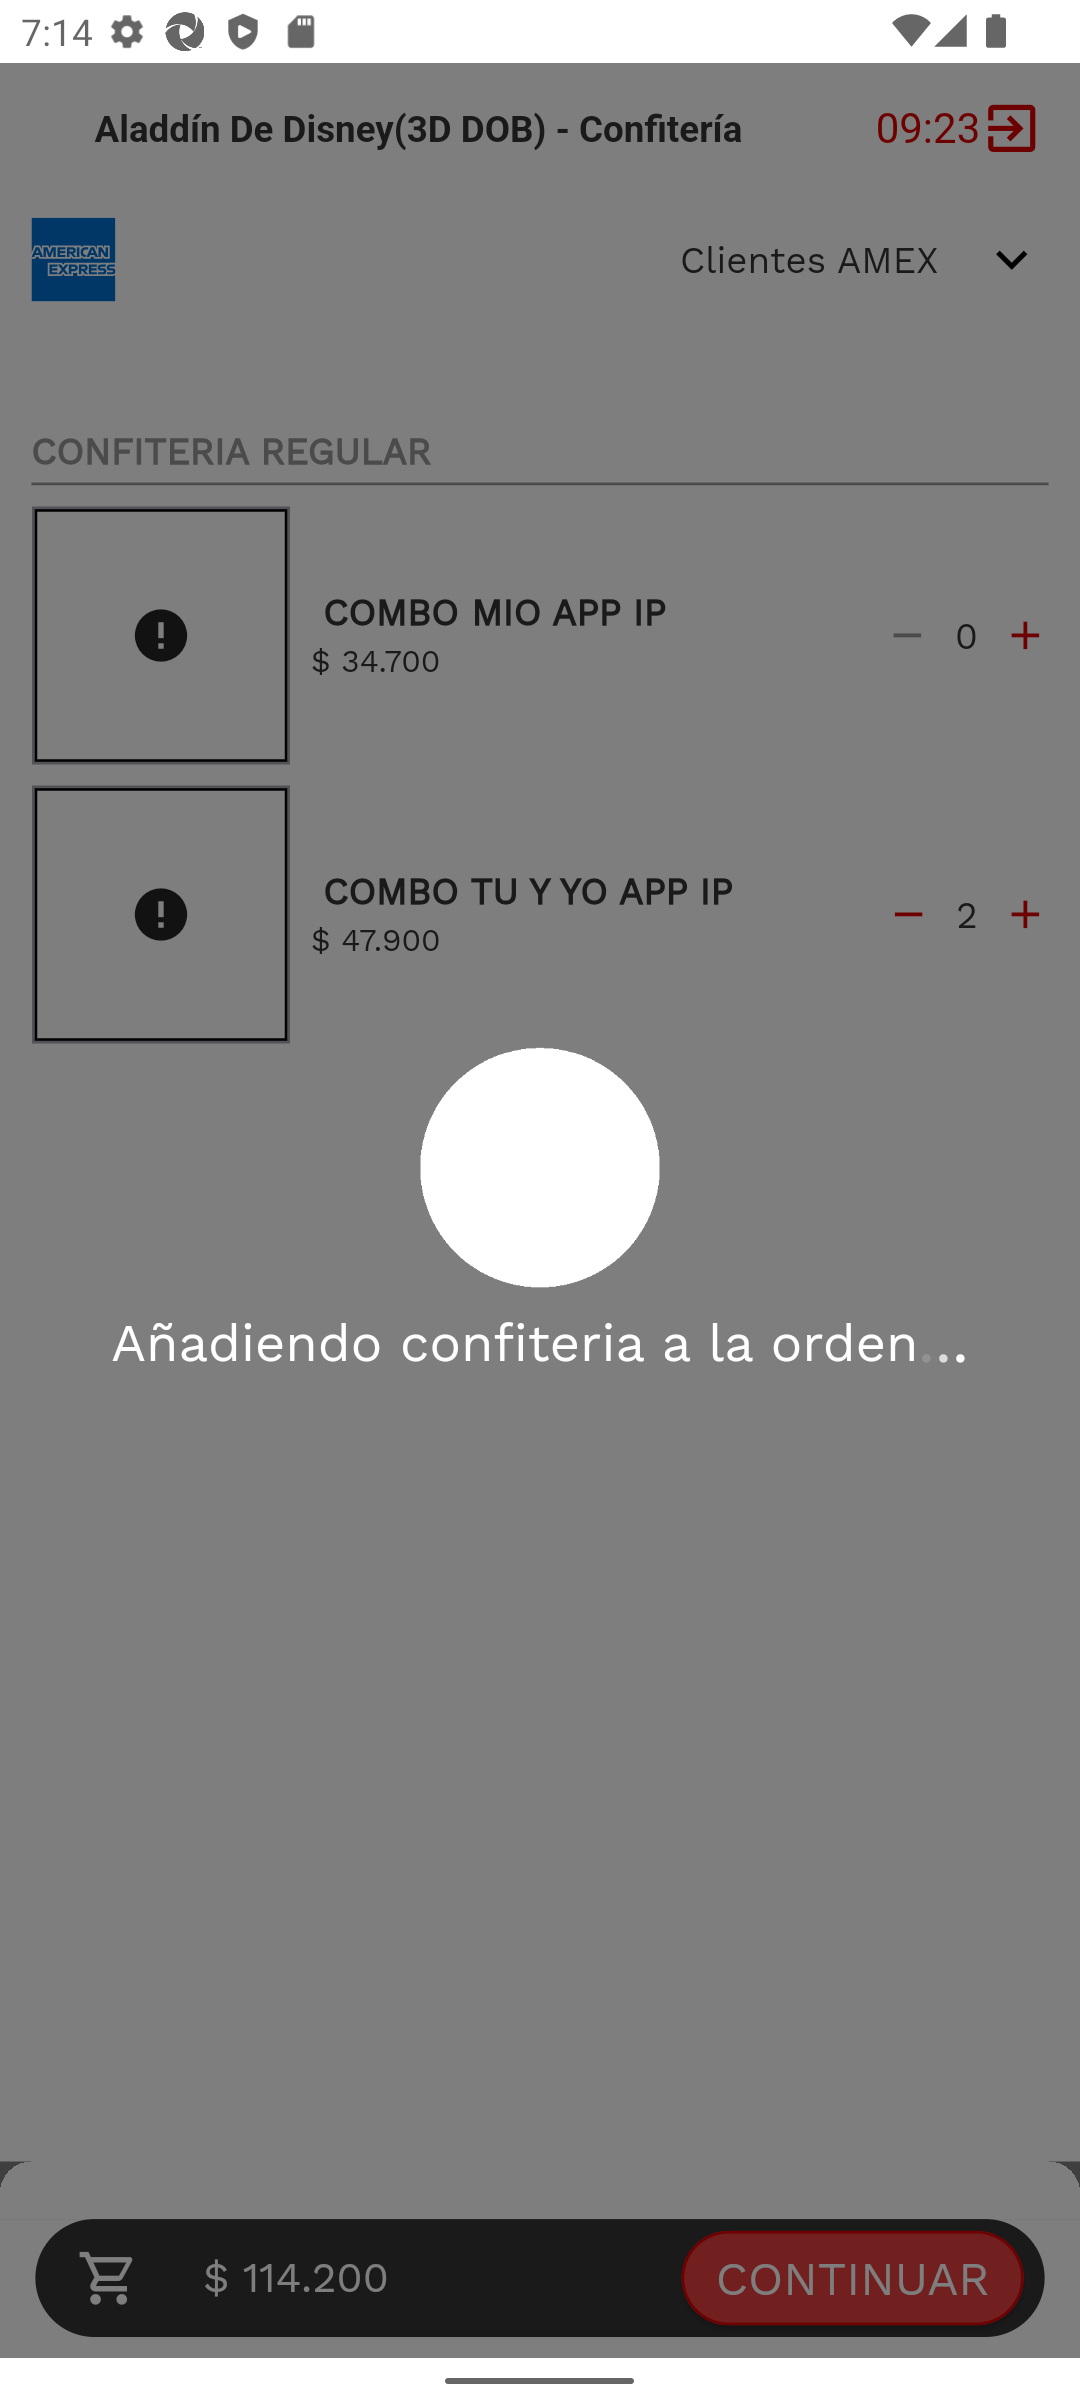 7:14
Aladdín De Disney(3D DOB) - Confitería 09:23
AMERICAN
EXPRESS
Clientes AMEX
CONFITERIA REGULAR
COMBO MIO APP IP
$ 34.700
0
COMBO TU Y YO APP IP
$ 47.900
2
Añadiendo confiteria a la orden...
$ 114.200 CONTINUAR